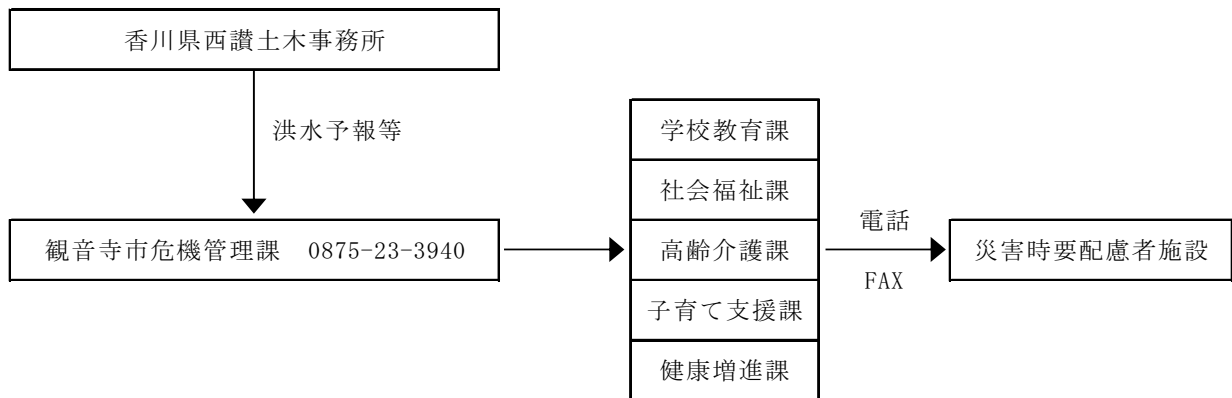 香川県西讃土木事務所
洪水予報等
観音寺市危機管理課　0875-23-3940
学校教育課
社会福祉課
高齢介護課
子育て支援課
健康増進課
電話
FAX
災害時要配慮者施設